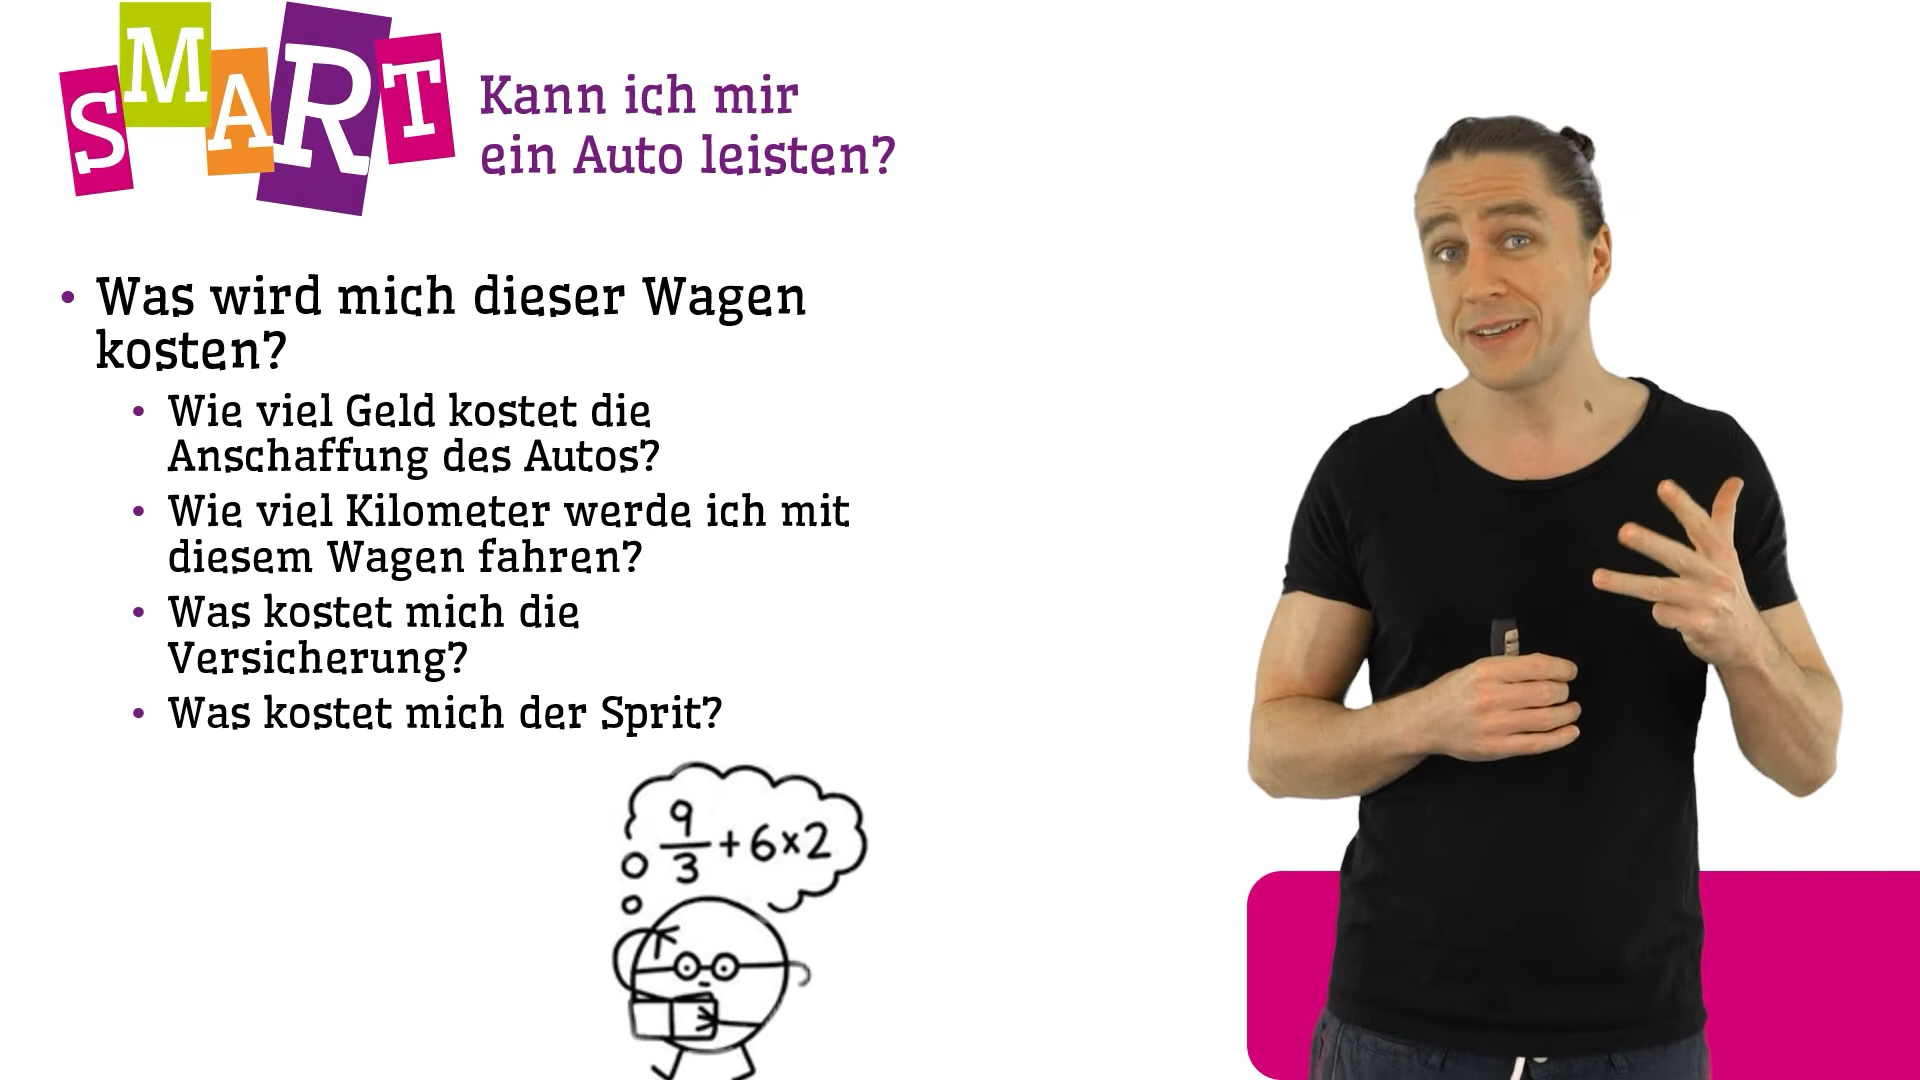 SMART
Kann ich mir
ein Auto leisten?
• Was wird mich dieser Wagen
kosten?
• Wie viel Geld kostet die
Anschaffung des Autos?
• Wie viel Kilometer werde ich mit
diesem Wagen fahren?
• Was kostet mich die
Versicherung?
• Was kostet mich der Sprit?
9/3 + 6x2